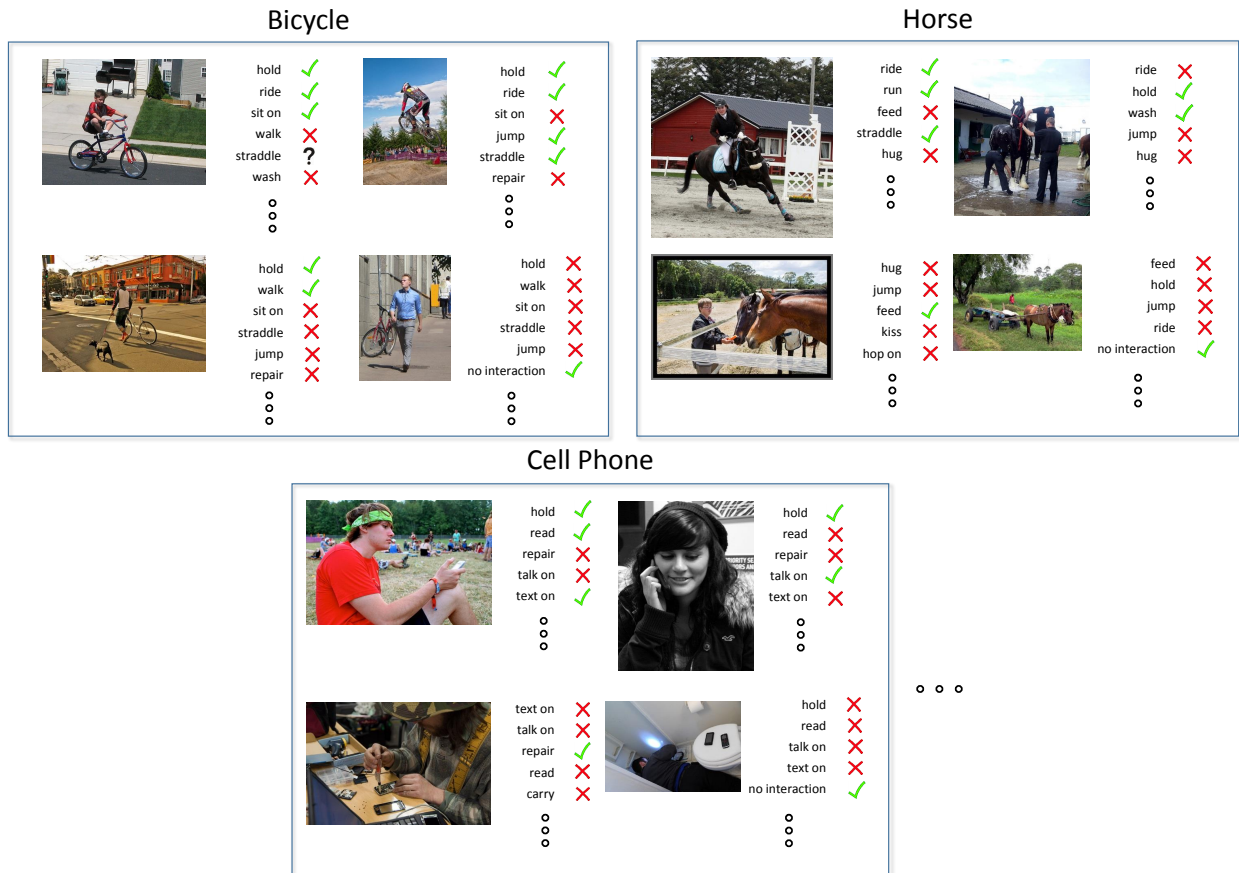 Bicycle
hold
ride
sit on
walk
straddle ?
wash
hold
ride
sit on
jump
straddle
repair
hold
walk
sit on
straddle
jump
repair
hold
walk
sit on
straddle
jump
no interaction
Horse
ride
run
feed
straddle
hug
ride
hold
wash
jump
hug
hug
jump
feed
kiss
hop on
feed
hold
jump
ride
no interaction
Cell Phone
hold
read
repair
talk on
text on
hold
read
repair
talk on
text on
text on
talk on
repair
read
carry
hold
read
talk on
text on
no interaction